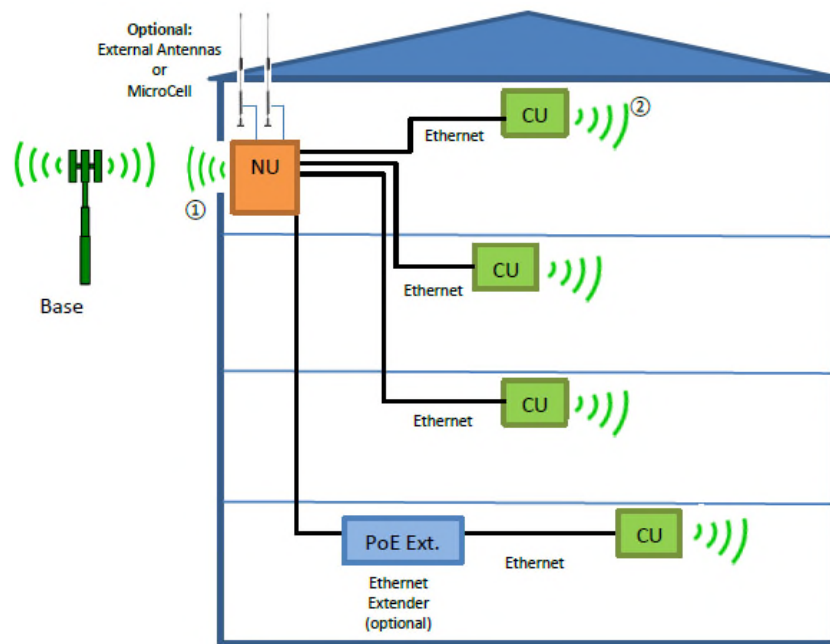 Optional:
External Antennas
or
MicroCell
CU
②
Ethernet
NU
①
Base
CU
Ethernet
CU
Ethernet
PoE Ext.
CU
Ethernet
Ethernet
Extender
(optional)